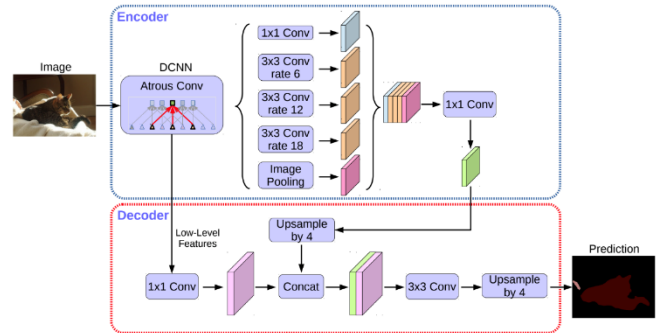 Encoder
Image
DCNN
Atrous Conv
1x1 Conv
3x3 Conv
rate 6
3x3 Conv
rate 12
3x3 Conv
rate 18
Image
Pooling
1x1 Conv
Decoder
Low-Level
Features
Upsample
by 4
1x1 Conv
Concat
3x3 Conv
Upsample
by 4
Prediction